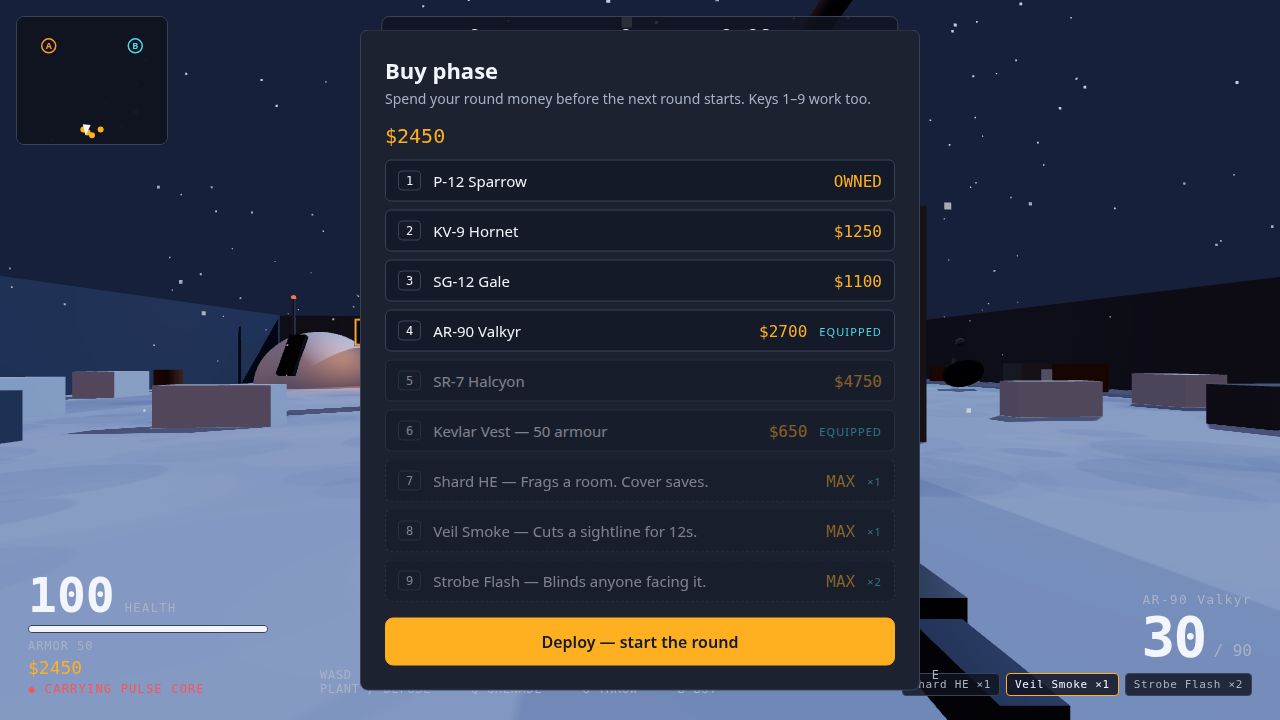 A
B
Buy phase
Spend your round money before the next round starts. Keys 1–9 work too.
$2450
1 P-12 Sparrow OWNED
2 KV-9 Hornet $1250
3 SG-12 Gale $1100
4 AR-90 Valkyr $2700 EQUIPPED
5 SR-7 Halcyon $4750
6 Kevlar Vest — 50 armour $650 EQUIPPED
7 Shard HE — Frags a room. Cover saves. MAX ×1
8 Veil Smoke — Cuts a sightline for 12s. MAX ×1
9 Strobe Flash — Blinds anyone facing it. MAX ×2
Deploy — start the round
100 HEALTH
ARMOR 50
$2450
CARRYING PULSE CORE
WASD
E
AR-90 Valkyr
30 / 90
HE ×1
Veil Smoke ×1
Strobe Flash ×2